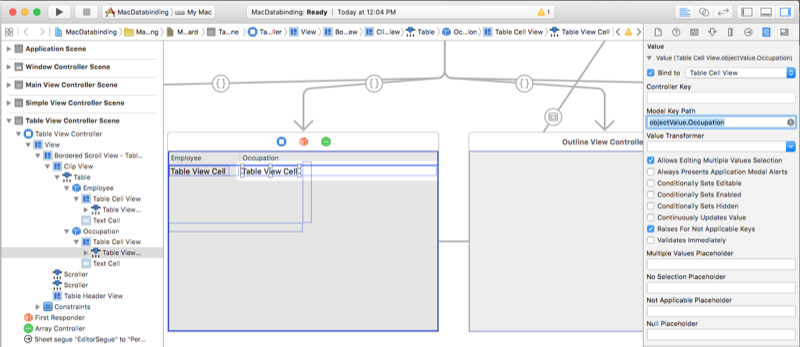 MacDatabinding
My Mac
MacDatabinding: Ready | Today at 12:04 PM
1
MacDatabinding
Ma...ng
M...ard
Ta...ne
Ta...ller
View
Bo...ew
Cl...iew
Table
Oc...ion
Table Cell View
Table View Cell
Application Scene
Window Controller Scene
Main View Controller Scene
Simple View Controller Scene
Table View Controller Scene
Table View Controller
View
Bordered Scroll View - Tabl...
Clip View
Table
Employee
Table Cell View
Table View...
Text Cell
Occupation
Table Cell View
Table View...
Text Cell
Scroller
Scroller
Table Header View
Constraints
First Responder
Array Controller
Sheet segue "EditorSegue" to "Per...
{} {}
Employee Occupation
Table View Cell Table View Cell
Outline View Controlle
Value
Value (Table Cell View.objectValue.Occupation)
Bind to Table Cell View
Controller Key
Model Key Path
objectValue.Occupation
Value Transformer
Allows Editing Multiple Values Selection
Always Presents Application Modal Alerts
Conditionally Sets Editable
Conditionally Sets Enabled
Conditionally Sets Hidden
Continuously Updates Value
Raises For Not Applicable Keys
Validates Immediately
Multiple Values Placeholder
No Selection Placeholder
Not Applicable Placeholder
Null Placeholder